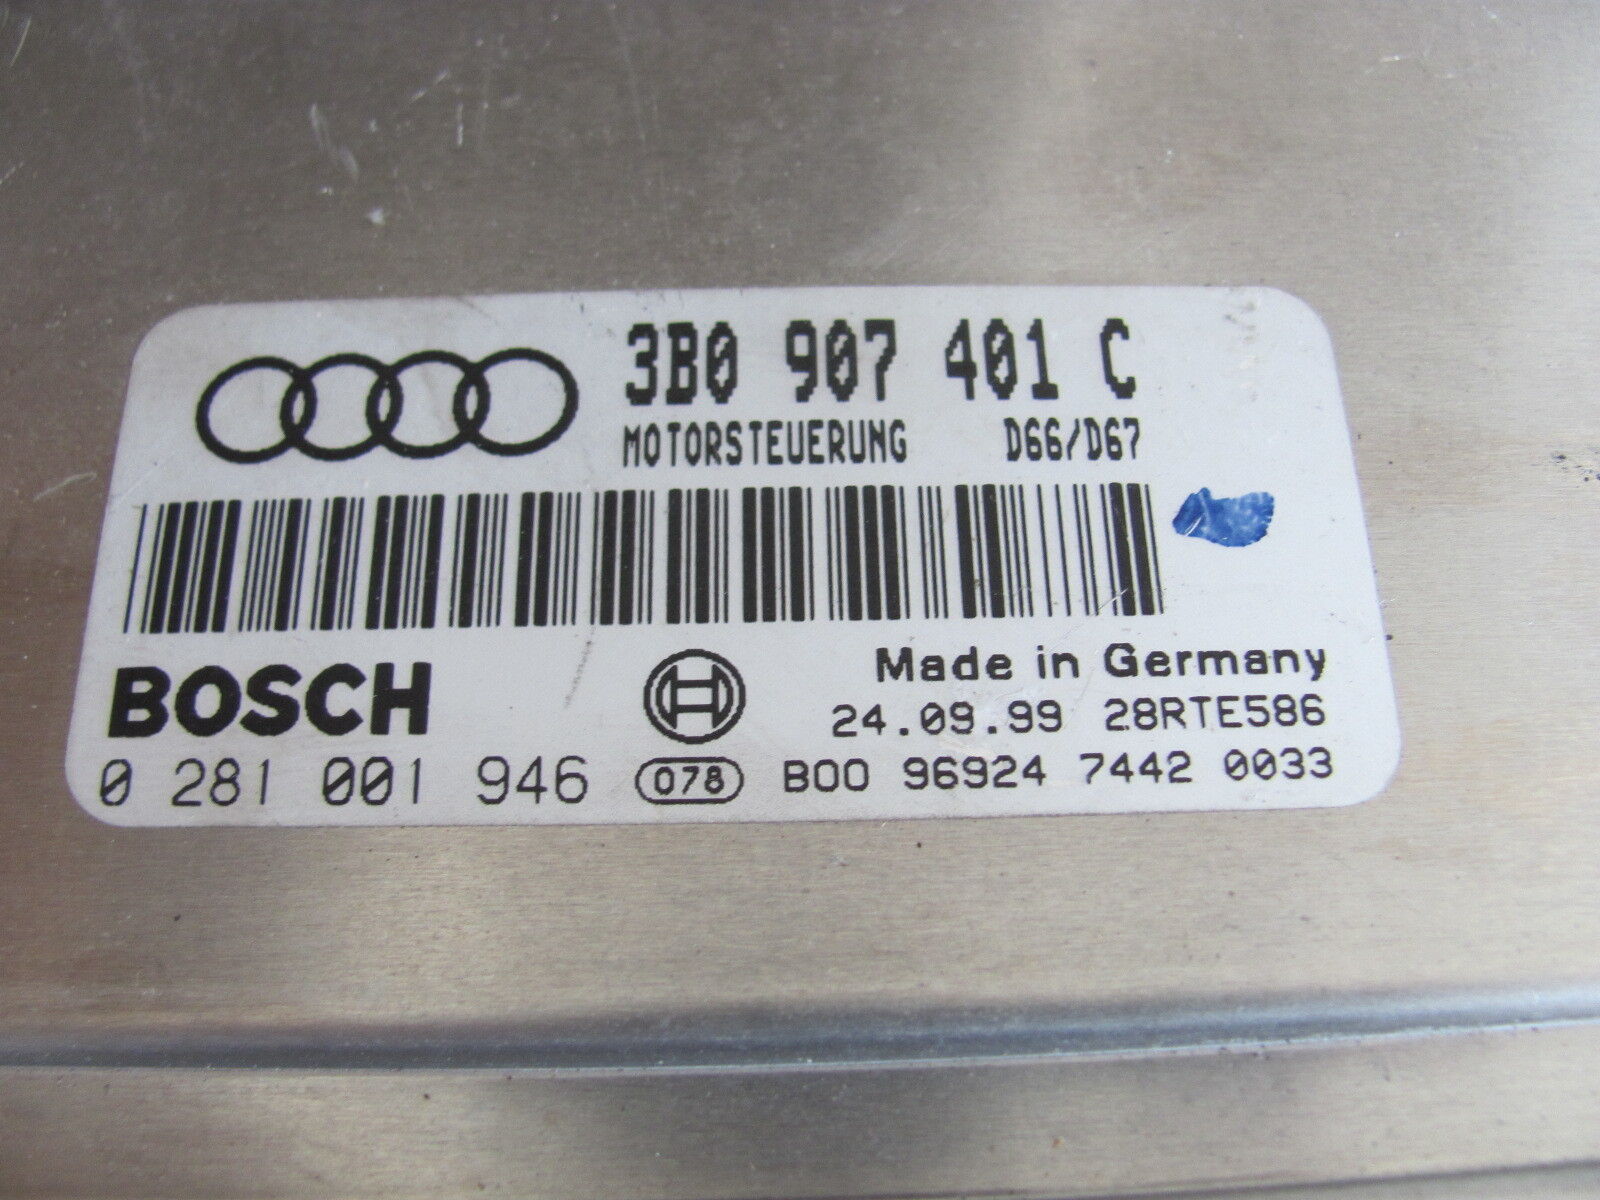 3B0 907 401 C
MOTORSTEUERUNG D66/D67
BOSCH
Made in Germany
24.09.99 28RTE586
0 281 001 946 078 B00 96924 7442 0033